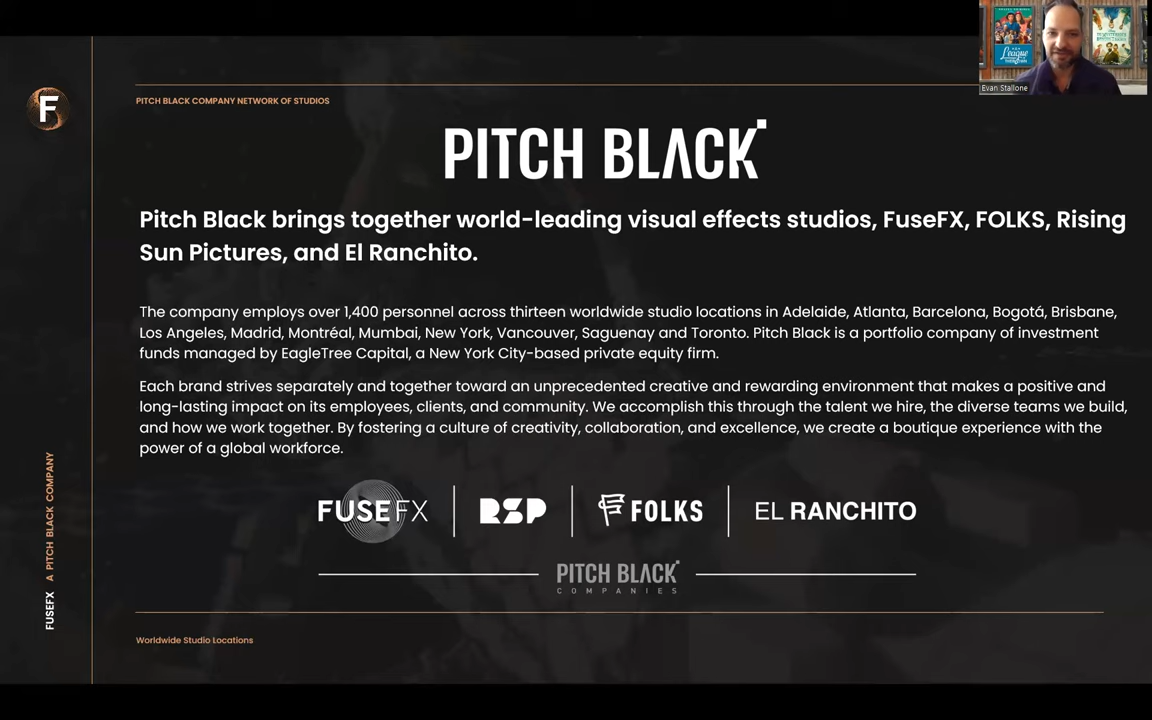 Evan Stallone
League
F
PITCH BLACK COMPANY NETWORK OF STUDIOS
PITCH BLACK
Pitch Black brings together world-leading visual effects studios, FuseFX, FOLKS, Rising
Sun Pictures, and El Ranchito.
The company employs over 1,400 personnel across thirteen worldwide studio locations in Adelaide, Atlanta, Barcelona, Bogotá, Brisbane,
Los Angeles, Madrid, Montréal, Mumbai, New York, Vancouver, Saguenay and Toronto. Pitch Black is a portfolio company of investment
funds managed by EagleTree Capital, a New York City-based private equity firm.
Each brand strives separately and together toward an unprecedented creative and rewarding environment that makes a positive and
long-lasting impact on its employees, clients, and community. We accomplish this through the talent we hire, the diverse teams we build,
and how we work together. By fostering a culture of creativity, collaboration, and excellence, we create a boutique experience with the
power of a global workforce.
FUSEFX | RSP | FOLKS | EL RANCHITO
PITCH BLACK
COMPANIES
Worldwide Studio Locations
FUSEFX A PITCH BLACK COMPANY